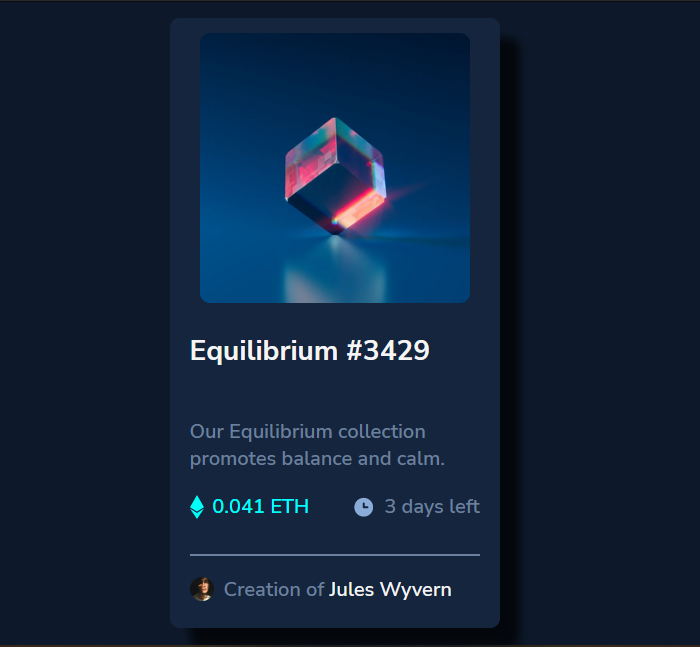 Equilibrium #3429
Our Equilibrium collection
promotes balance and calm.
0.041 ETH
3 days left
Creation of Jules Wyvern